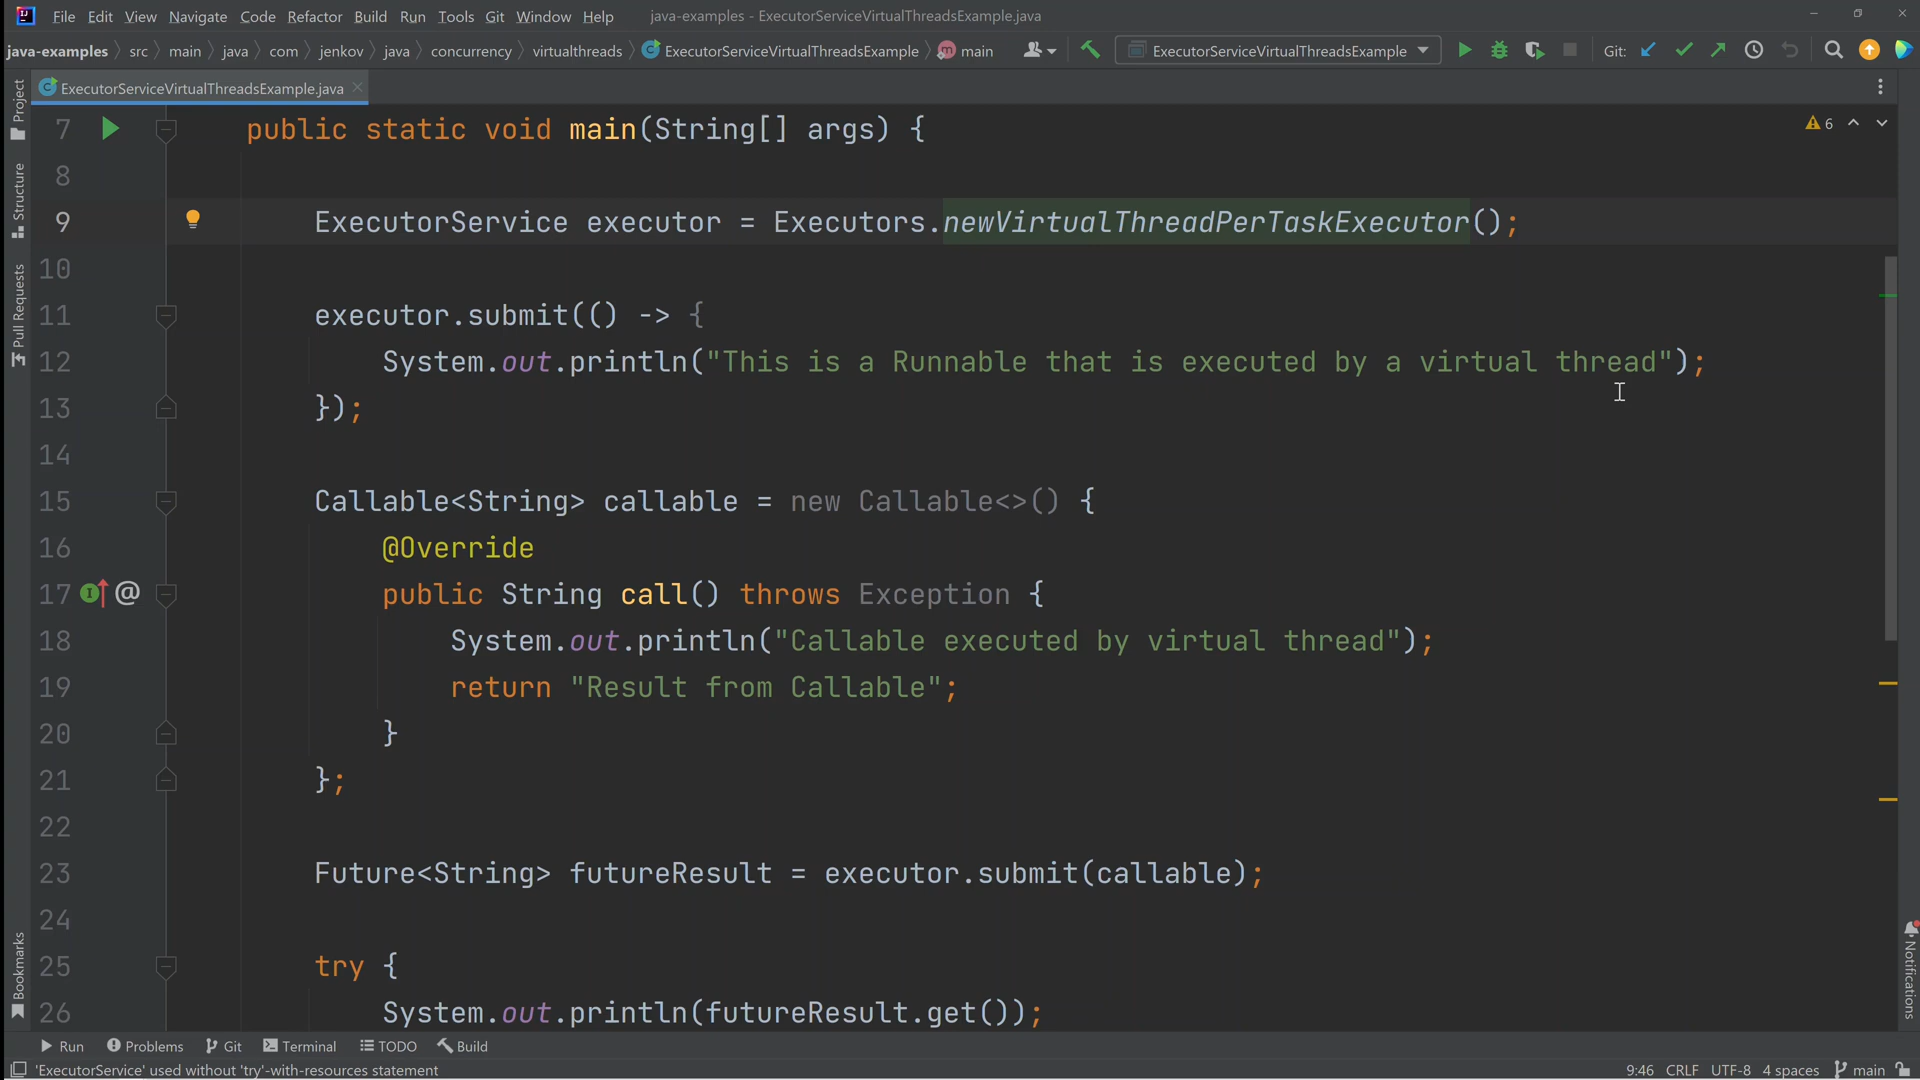 File Edit View Navigate Code Refactor Build Run Tools Git Window Help java-examples - ExecutorServiceVirtualThreadsExample.java
java-examples src main java com jenkov java concurrency virtualthreads ExecutorServiceVirtualThreadsExample main ExecutorServiceVirtualThreadsExample Git:
ExecutorServiceVirtualThreadsExample.java
Project
Structure
Pull Requests
Bookmarks
Notifications
6
7 public static void main(String[] args) {
8
9 ExecutorService executor = Executors.newVirtualThreadPerTaskExecutor();
10
11 executor.submit(() -> {
12 System.out.println("This is a Runnable that is executed by a virtual thread");
13 });
14
15 Callable<String> callable = new Callable<>() {
16 @Override
17 public String call() throws Exception {
18 System.out.println("Callable executed by virtual thread");
19 return "Result from Callable";
20 }
21 };
22
23 Future<String> futureResult = executor.submit(callable);
24
25 try {
26 System.out.println(futureResult.get());
Run Problems Git Terminal TODO Build
'ExecutorService' used without 'try'-with-resources statement 9:46 CRLF UTF-8 4 spaces main